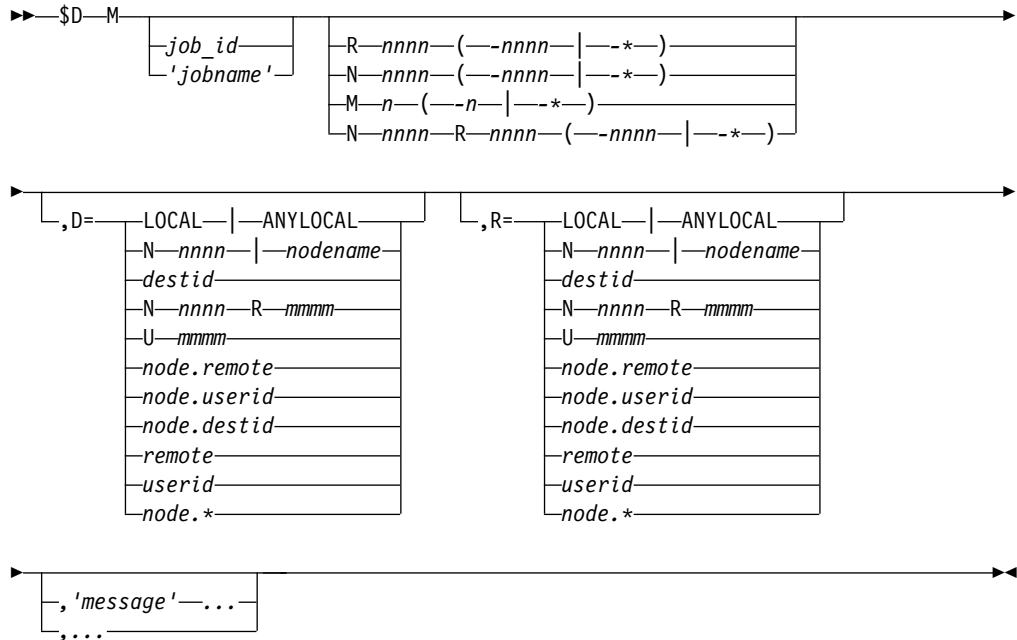 $D M
job_id
'jobname'
R nnnn ( -nnnn | -* )
N nnnn ( -nnnn | -* )
M n ( -n | -* )
N nnnn R nnnn ( -nnnn | -* )
,D= LOCAL | ANYLOCAL
N nnnn | nodename
destid
N nnnn R mmmm
U mmmm
node.remote
node.userid
node.destid
remote
userid
node.*
,R= LOCAL | ANYLOCAL
N nnnn | nodename
destid
N nnnn R mmmm
U mmmm
node.remote
node.userid
node.destid
remote
userid
node.*
,'message' ...
,...